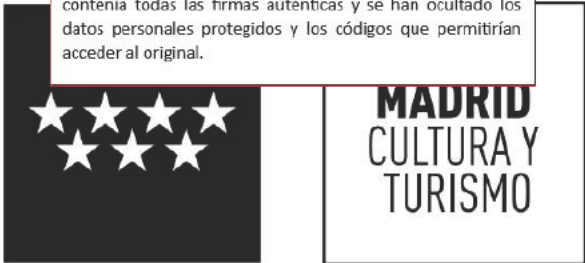 contenía todas las firmas auténticas y se han ocultado los
datos personales protegidos y los códigos que permitirían
acceder al original.
MADRID
CULTURA Y
TURISMO